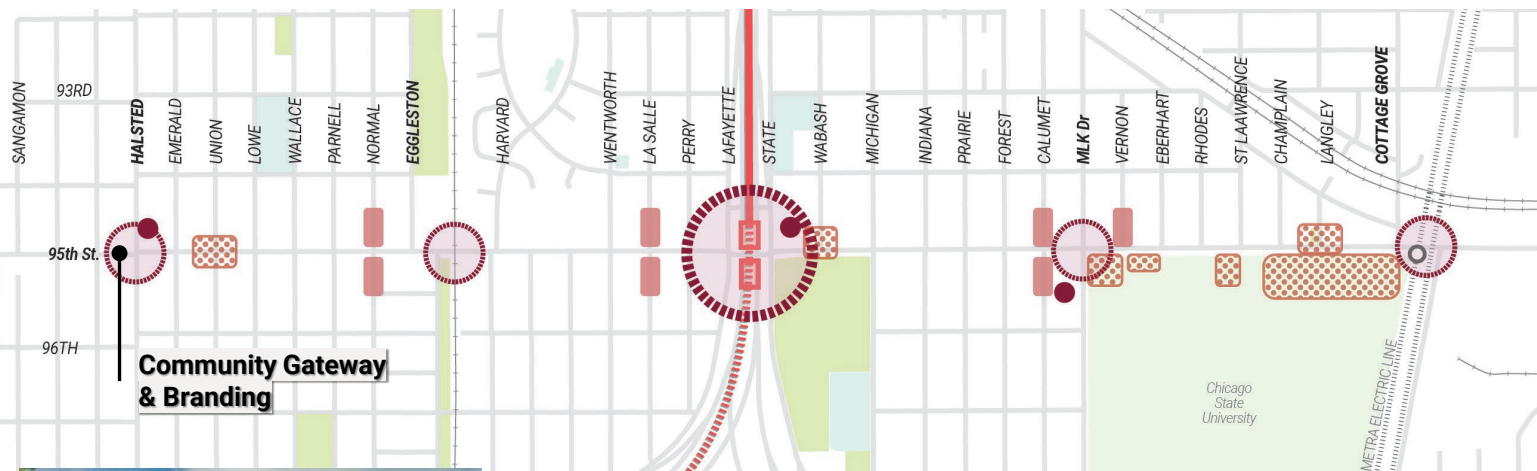 SANGAMON
93RD
HALSTED
EMERALD
UNION
LOWE
WALLACE
PARNELL
NORMAL
EGGLESTON
HARVARD
WENTWORTH
LA SALLE
PERRY
LAFAYETTE
STATE
WABASH
MICHIGAN
INDIANA
PRAIRIE
FOREST
CALUMET
MLK Dr
VERNON
EBERHART
RHODES
ST LAAWRENCE
CHAMPLAIN
LANGLEY
COTTAGE GROVE
95th St.
96TH
Community Gateway
& Branding
Chicago
State
University
METRA ELECTRIC LINE